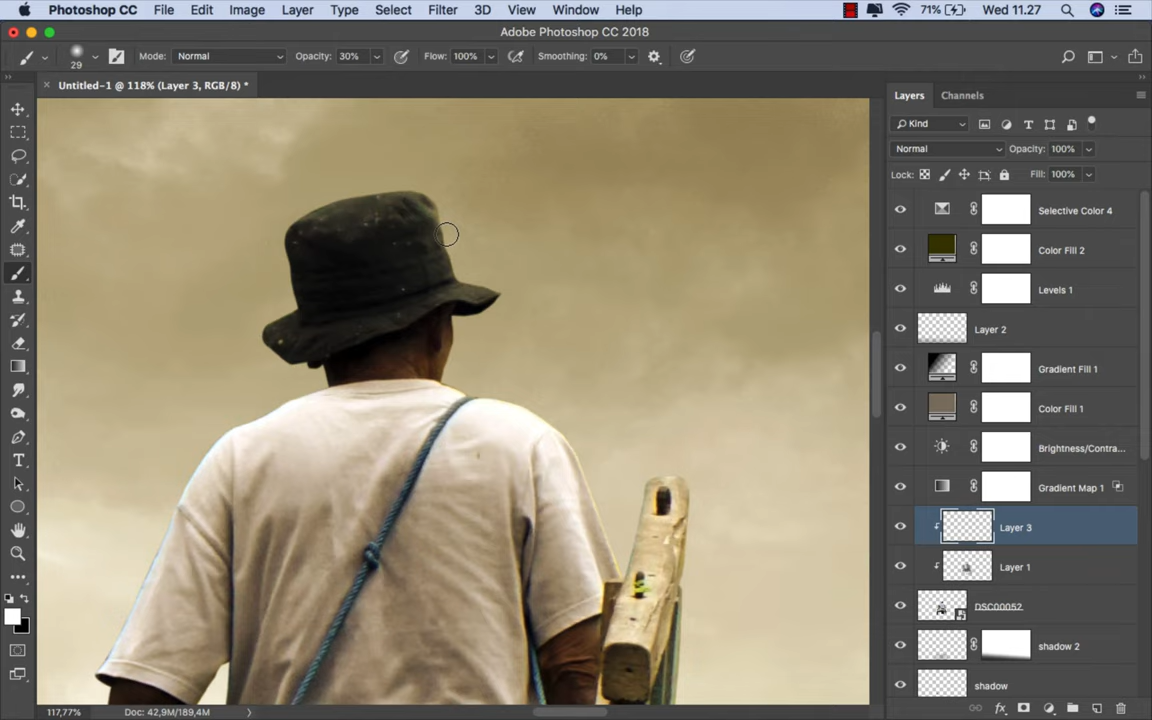 Photoshop CC File Edit Image Layer Type Select Filter 3D View Window Help 71% Wed 11.27
Adobe Photoshop CC 2018
29 Mode: Normal Opacity: 30% Flow: 100% Smoothing: 0%
Untitled-1 @ 118% (Layer 3, RGB/8) *
Layers Channels
Kind
Normal Opacity: 100%
Lock: Fill: 100%
Selective Color 4
Color Fill 2
Levels 1
Layer 2
Gradient Fill 1
Color Fill 1
Brightness/Contra...
Gradient Map 1
Layer 3
Layer 1
DSC00052
shadow 2
shadow
117,77% Doc: 42,9M/189,4M